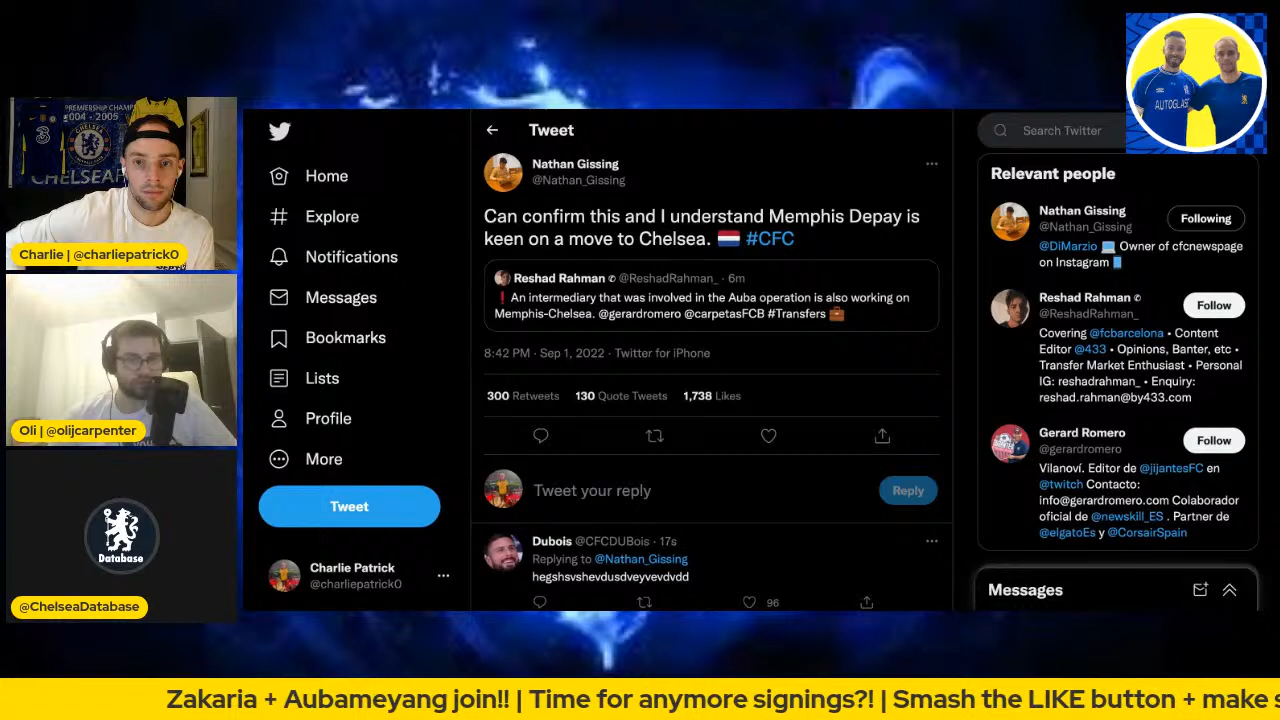 PREMIERSHIP CHAMP
2004 - 2005
CHELSEAF
Charlie | @charliepatrick0
Oli | @olijcarpenter
Database
@ChelseaDatabase
Home
Explore
Notifications
Messages
Bookmarks
Lists
Profile
More
Tweet
Charlie Patrick
@charliepatrick0
Tweet
Nathan Gissing
@Nathan_Gissing
Can confirm this and I understand Memphis Depay is
keen on a move to Chelsea. 🇳🇱 #CFC
Reshad Rahman ✆ @ReshadRahman_ · 6m
❗An intermediary that was involved in the Auba operation is also working on
Memphis-Chelsea. @gerardromero @carpetasFCB #Transfers 💼
8:42 PM · Sep 1, 2022 · Twitter for iPhone
300 Retweets 130 Quote Tweets 1,738 Likes
Tweet your reply
Reply
Dubois @CFCDUBois · 17s
Replying to @Nathan_Gissing
hegshsvshevdusdveyvevdvdd
96
Search Twitter
AUTOGLASS
Relevant people
Nathan Gissing
@Nathan_Gissing
Following
@DiMarzio 💻 Owner of cfcnewspage
on Instagram 📱
Reshad Rahman ✆
@ReshadRahman_
Follow
Covering @fcbarcelona • Content
Editor @433 • Opinions, Banter, etc •
Transfer Market Enthusiast • Personal
IG: reshadrahman_ • Enquiry:
reshad.rahman@by433.com
Gerard Romero
@gerardromero
Follow
Vilanoví. Editor de @jijantesFC en
@twitch Contacto:
info@gerardromero.com Colaborador
oficial de @newskill_ES . Partner de
@elgatoEs y @CorsairSpain
Messages
Zakaria + Aubameyang join!! | Time for anymore signings?! | Smash the LIKE button + make s